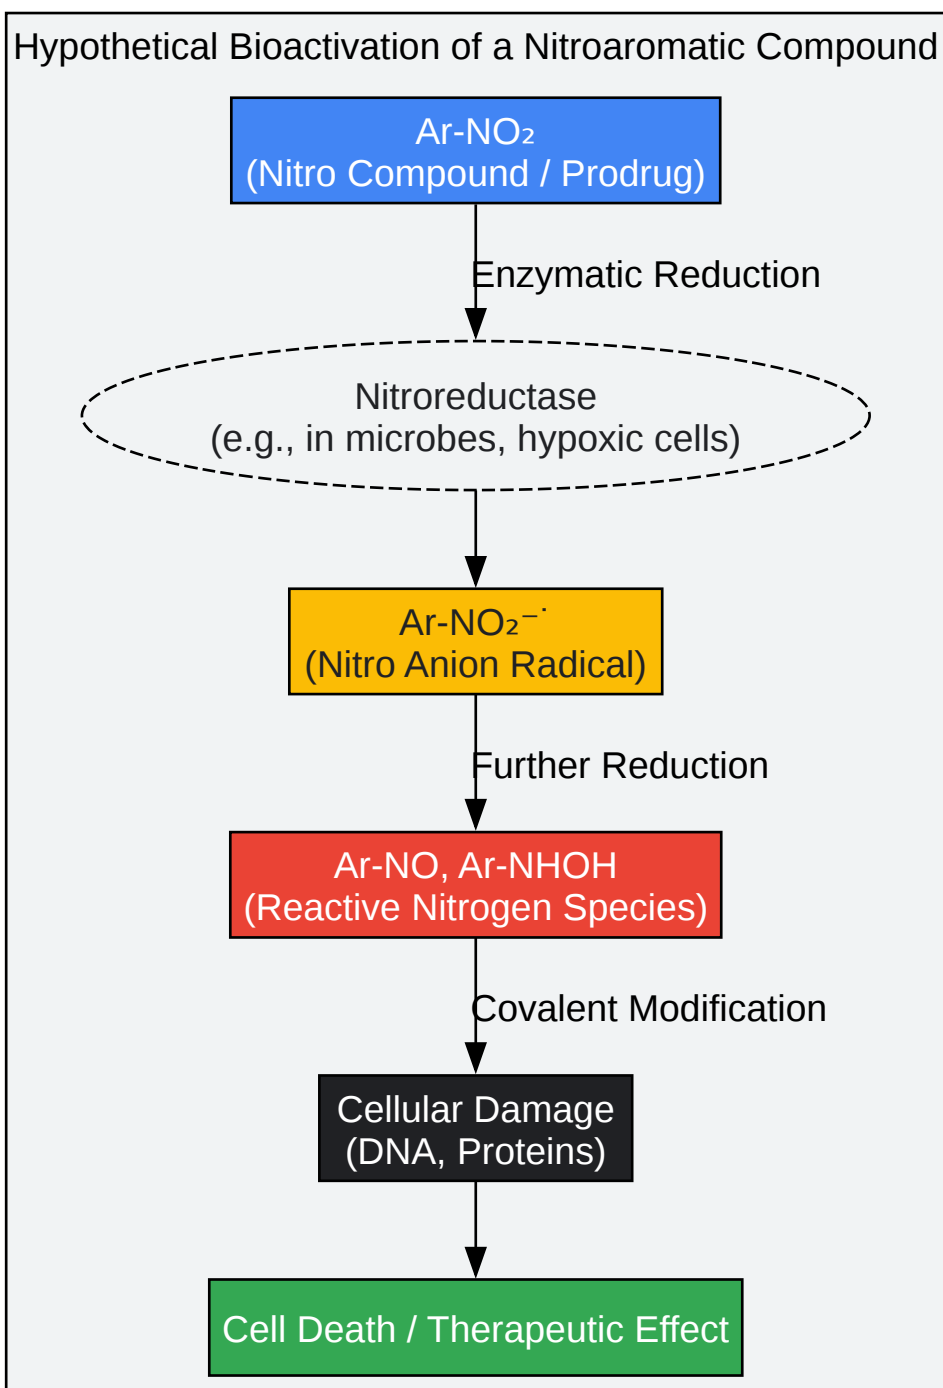 Hypothetical Bioactivation of a Nitroaromatic Compound
Ar-NO₂
(Nitro Compound / Prodrug)
Enzymatic Reduction
Nitroreductase
(e.g., in microbes, hypoxic cells)
Ar-NO₂⁻˙
(Nitro Anion Radical)
Further Reduction
Ar-NO, Ar-NHOH
(Reactive Nitrogen Species)
Covalent Modification
Cellular Damage
(DNA, Proteins)
Cell Death / Therapeutic Effect